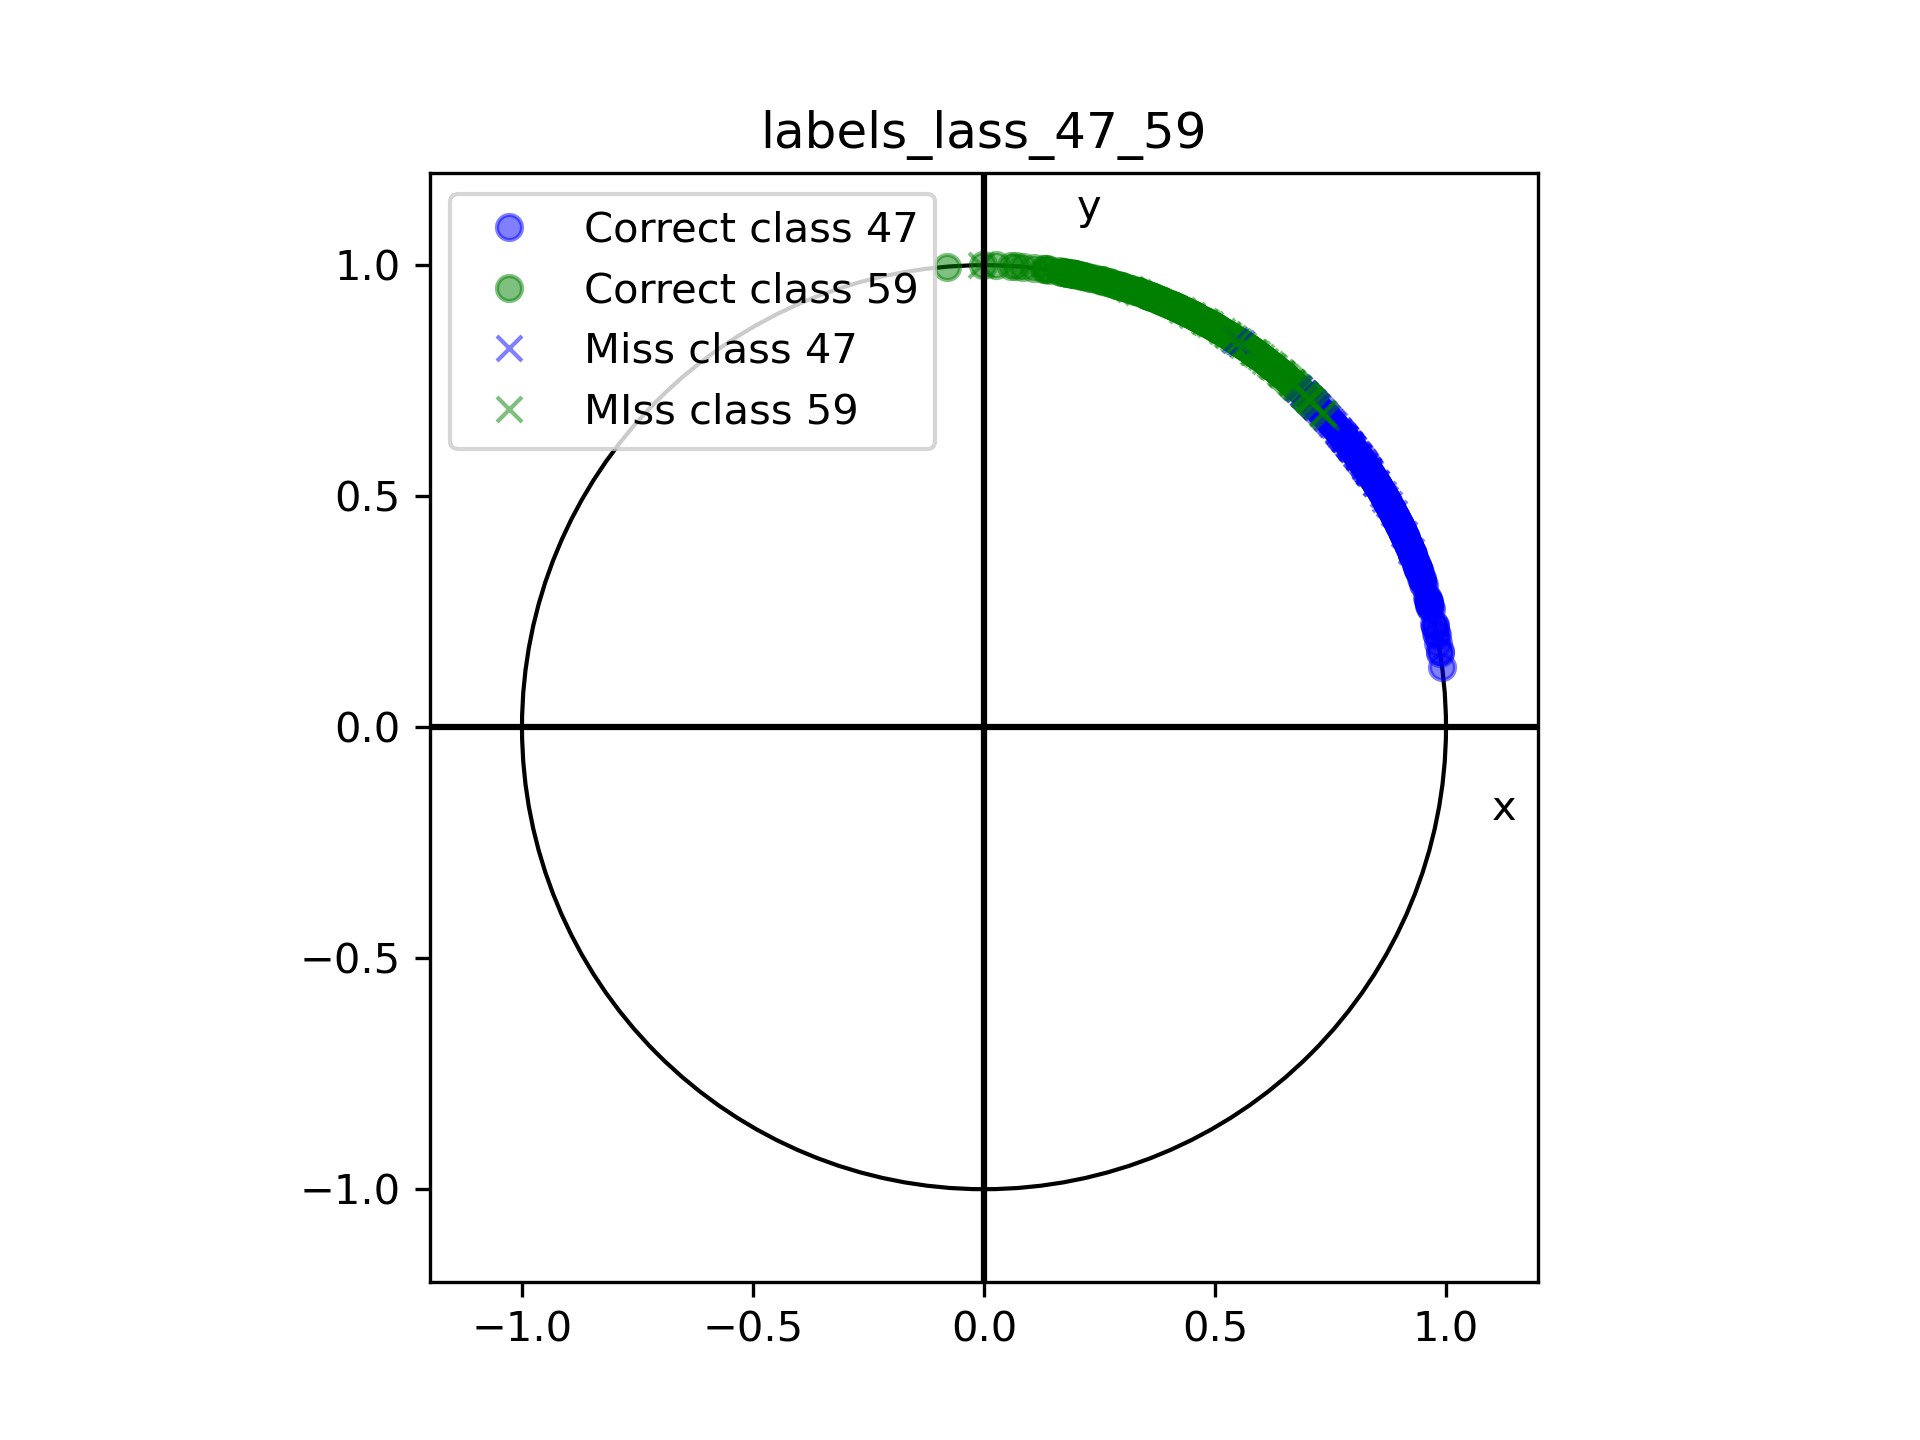 labels_lass_47_59
y
Correct class 47
Correct class 59
Miss class 47
MIss class 59
1.0
0.5
0.0
−0.5
−1.0
x
−1.0 −0.5 0.0 0.5 1.0